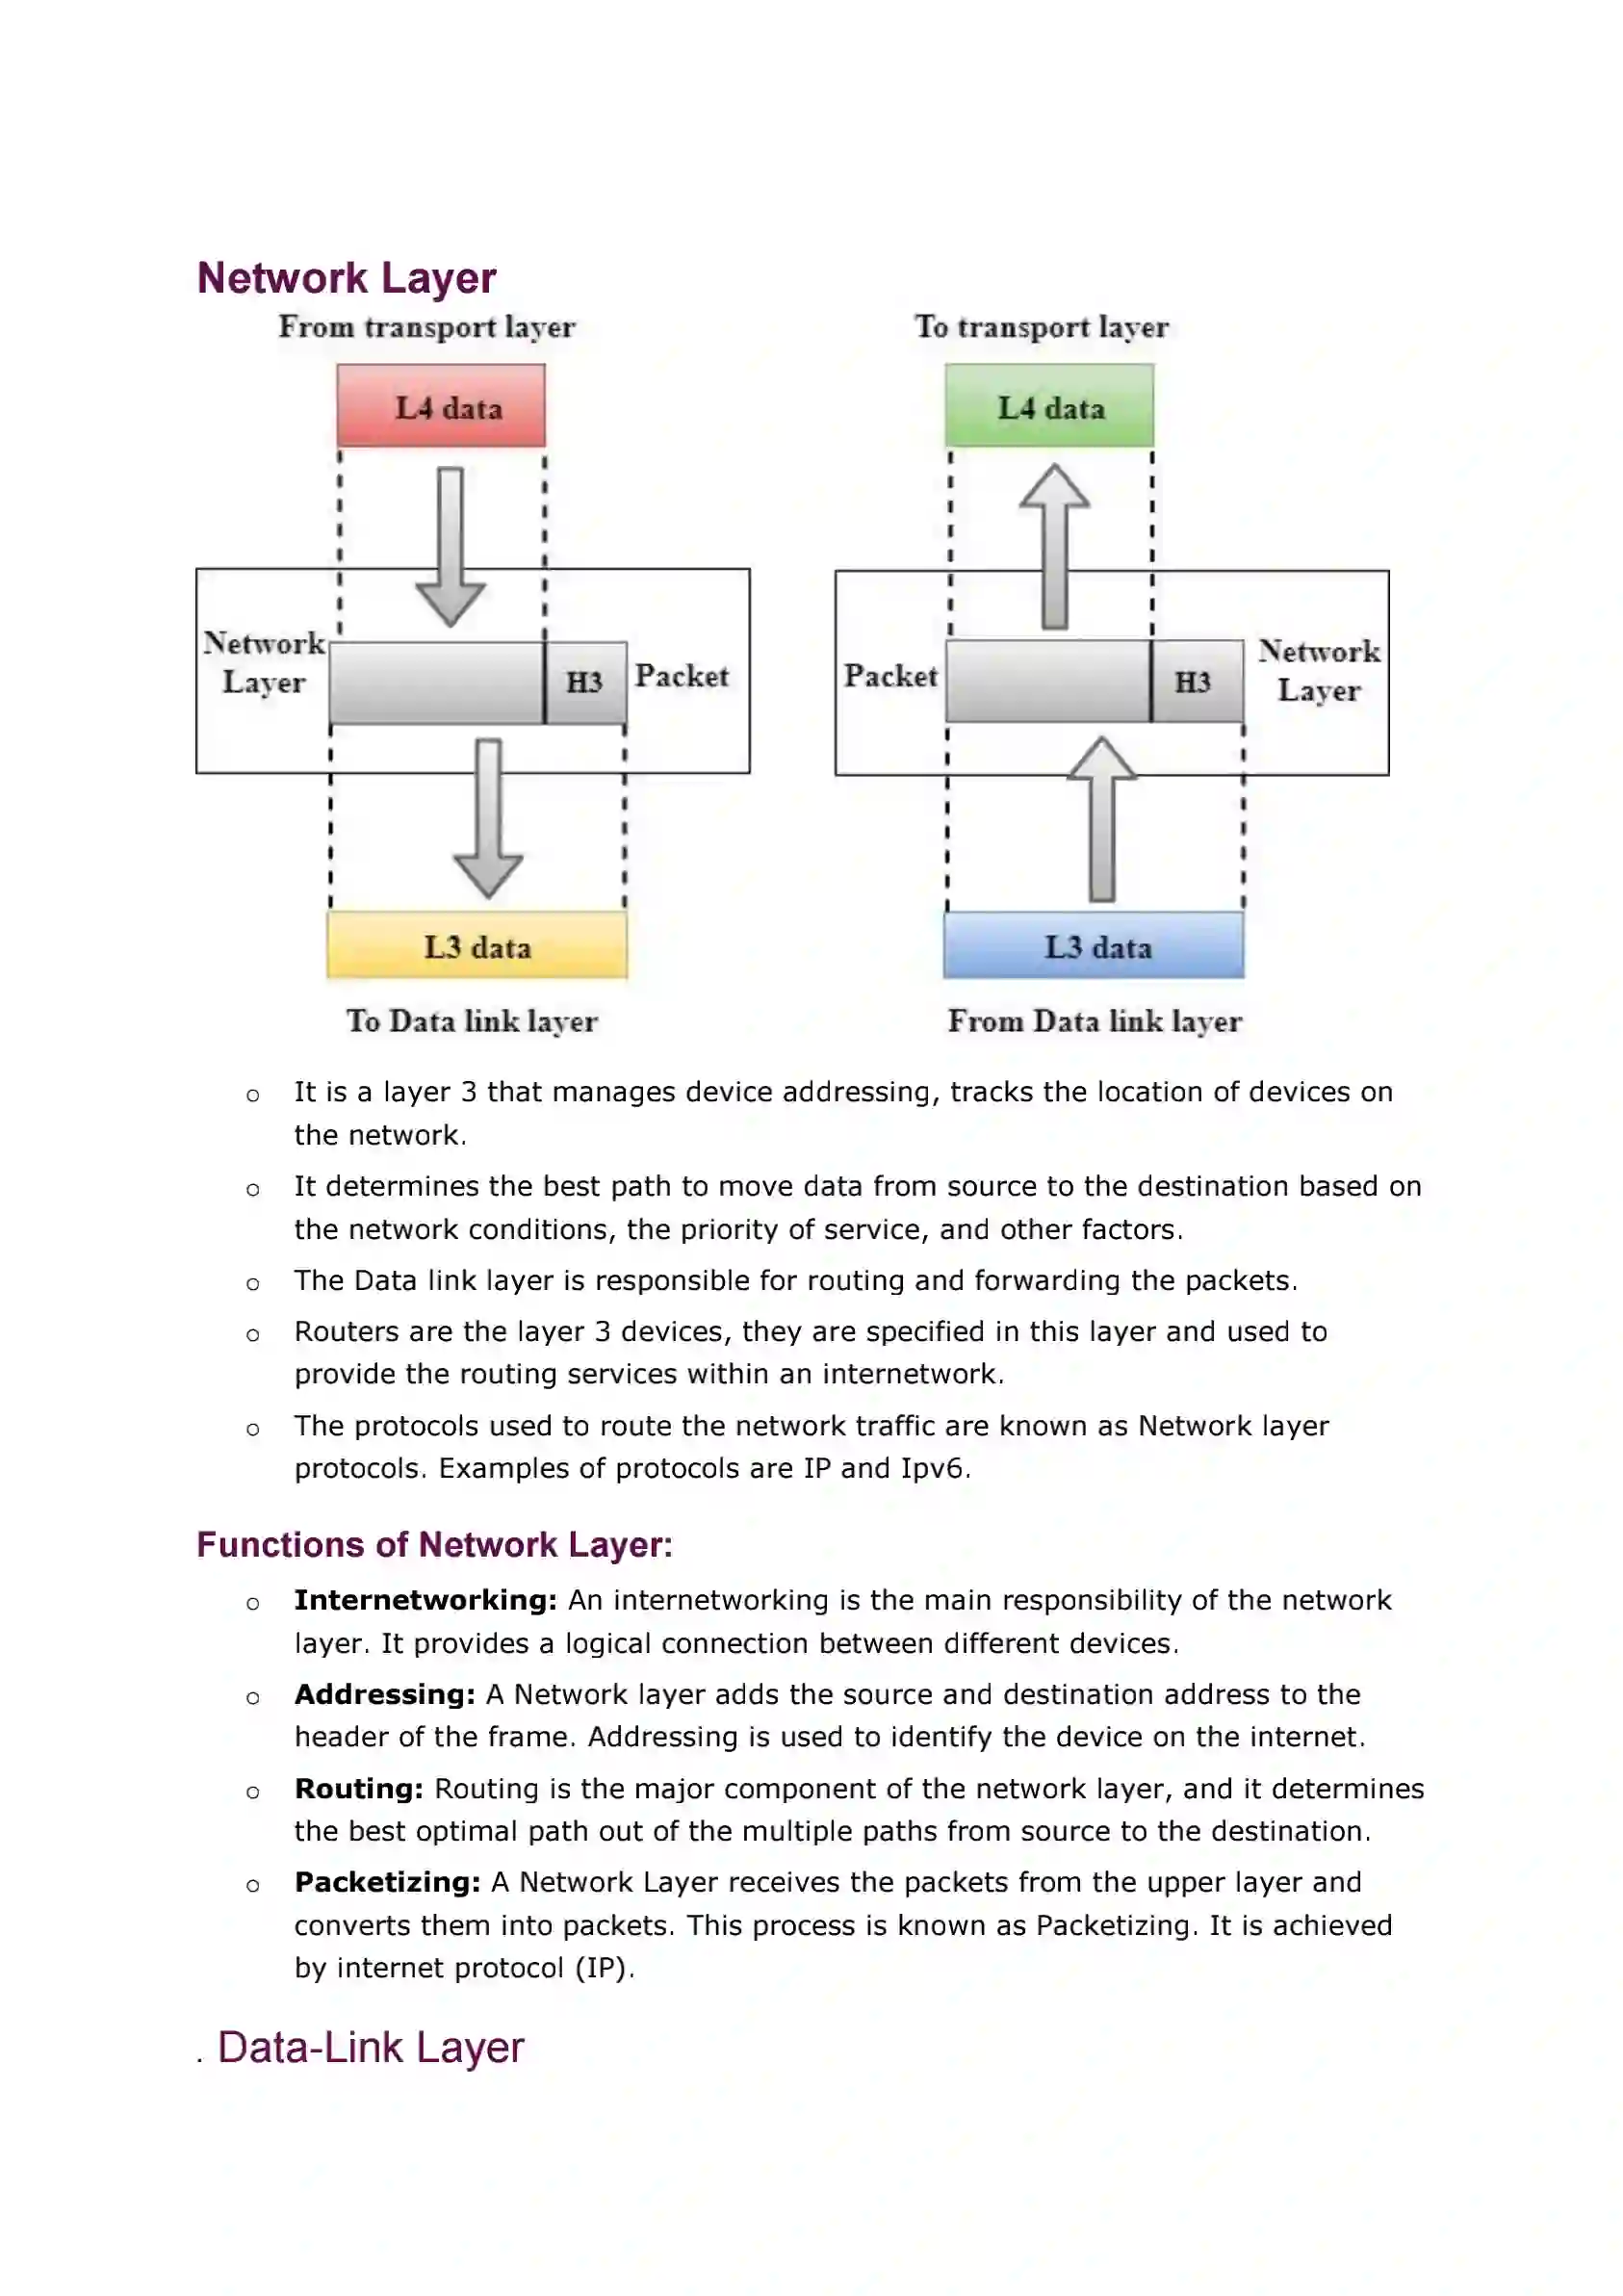 Network Layer
From transport layer
To transport layer
L4 data
L4 data
Network
Layer
H3
Packet
Packet
H3
Network
Layer
L3 data
L3 data
To Data link layer
From Data link layer
o It is a layer 3 that manages device addressing, tracks the location of devices on
the network.
o It determines the best path to move data from source to the destination based on
the network conditions, the priority of service, and other factors.
o The Data link layer is responsible for routing and forwarding the packets.
o Routers are the layer 3 devices, they are specified in this layer and used to
provide the routing services within an internetwork.
o The protocols used to route the network traffic are known as Network layer
protocols. Examples of protocols are IP and Ipv6.
Functions of Network Layer:
o Internetworking: An internetworking is the main responsibility of the network
layer. It provides a logical connection between different devices.
o Addressing: A Network layer adds the source and destination address to the
header of the frame. Addressing is used to identify the device on the internet.
o Routing: Routing is the major component of the network layer, and it determines
the best optimal path out of the multiple paths from source to the destination.
o Packetizing: A Network Layer receives the packets from the upper layer and
converts them into packets. This process is known as Packetizing. It is achieved
by internet protocol (IP).
. Data-Link Layer